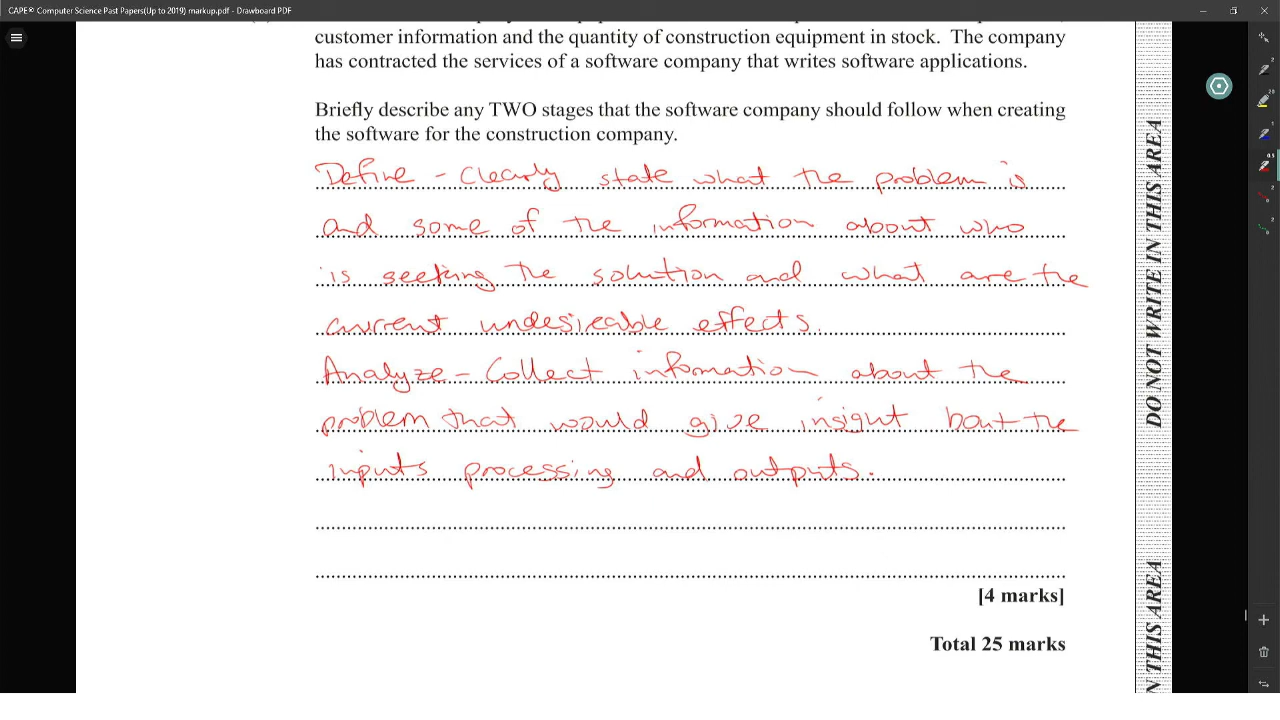 CAPE® Computer Science Past Papers(Up to 2019) markup.pdf - Drawboard PDF
customer information and the quantity of construction equipment in stock. The company
has contracted the services of a software company that writes software applications.
Briefly describe the TWO stages that the software company should follow when creating
the software for the construction company.
Define clearly state what the problem is
and some of the information about who
is seeking the solution and what are the
current undesireable effects
Analyze Collect information about the
problem that would give insight bout the
inputs processing and outputs
[4 marks]
Total 25 marks
DO NOT WRITE IN THIS AREA
N THIS AREA